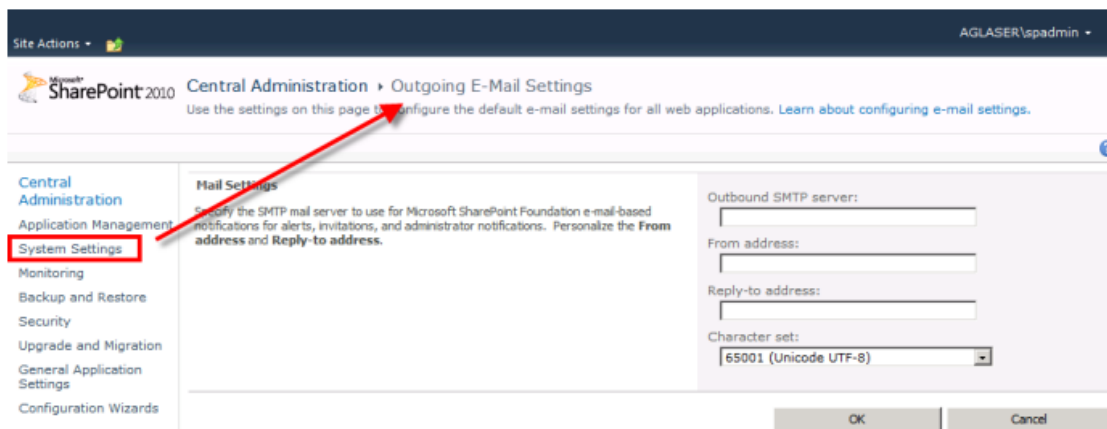 AGLASER\spadmin
Site Actions
Microsoft
SharePoint 2010
Central Administration Outgoing E-Mail Settings
Use the settings on this page to configure the default e-mail settings for all web applications. Learn about configuring e-mail settings.
Central
Administration
Application Management
System Settings
Monitoring
Backup and Restore
Security
Upgrade and Migration
General Application
Settings
Configuration Wizards
Mail Settings
Specify the SMTP mail server to use for Microsoft SharePoint Foundation e-mail-based
notifications for alerts, invitations, and administrator notifications. Personalize the From
address and Reply-to address.
Outbound SMTP server:
From address:
Reply-to address:
Character set:
65001 (Unicode UTF-8)
OK
Cancel